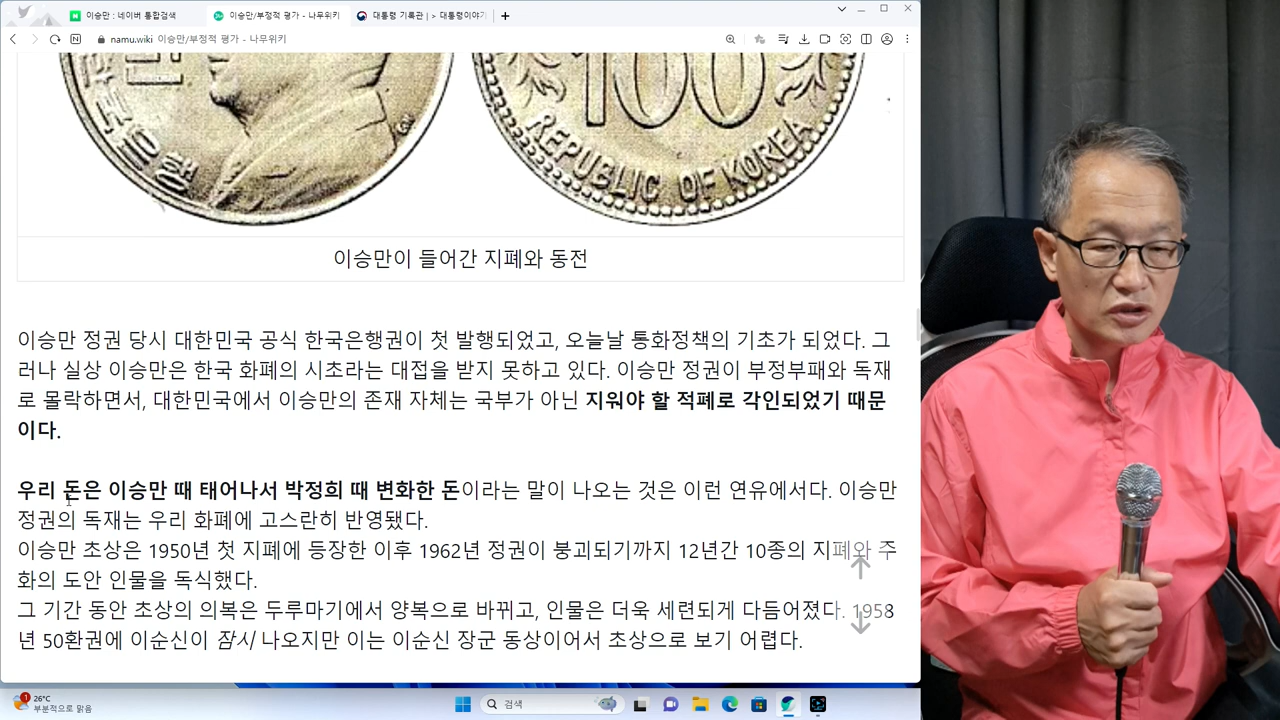 이승만 : 네이버 통합검색
이승만/부정적 평가 - 나무위키
대통령 기록관 | > 대통령이야기
namu.wiki 이승만/부정적 평가 - 나무위키
국은행
100
REPUBLIC OF KOREA
이승만이 들어간 지폐와 동전
이승만 정권 당시 대한민국 공식 한국은행권이 첫 발행되었고, 오늘날 통화정책의 기초가 되었다. 그
러나 실상 이승만은 한국 화폐의 시초라는 대접을 받지 못하고 있다. 이승만 정권이 부정부패와 독재
로 몰락하면서, 대한민국에서 이승만의 존재 자체는 국부가 아닌 지워야 할 적폐로 각인되었기 때문
이다.
우리 돈은 이승만 때 태어나서 박정희 때 변화한 돈이라는 말이 나오는 것은 이런 연유에서다. 이승만
정권의 독재는 우리 화폐에 고스란히 반영됐다.
이승만 초상은 1950년 첫 지폐에 등장한 이후 1962년 정권이 붕괴되기까지 12년간 10종의 지폐와 주
화의 도안 인물을 독식했다.
그 기간 동안 초상의 의복은 두루마기에서 양복으로 바뀌고, 인물은 더욱 세련되게 다듬어졌다. 1958
년 50환권에 이순신이 잠시 나오지만 이는 이순신 장군 동상이어서 초상으로 보기 어렵다.
1
26°C
부분적으로 맑음
검색